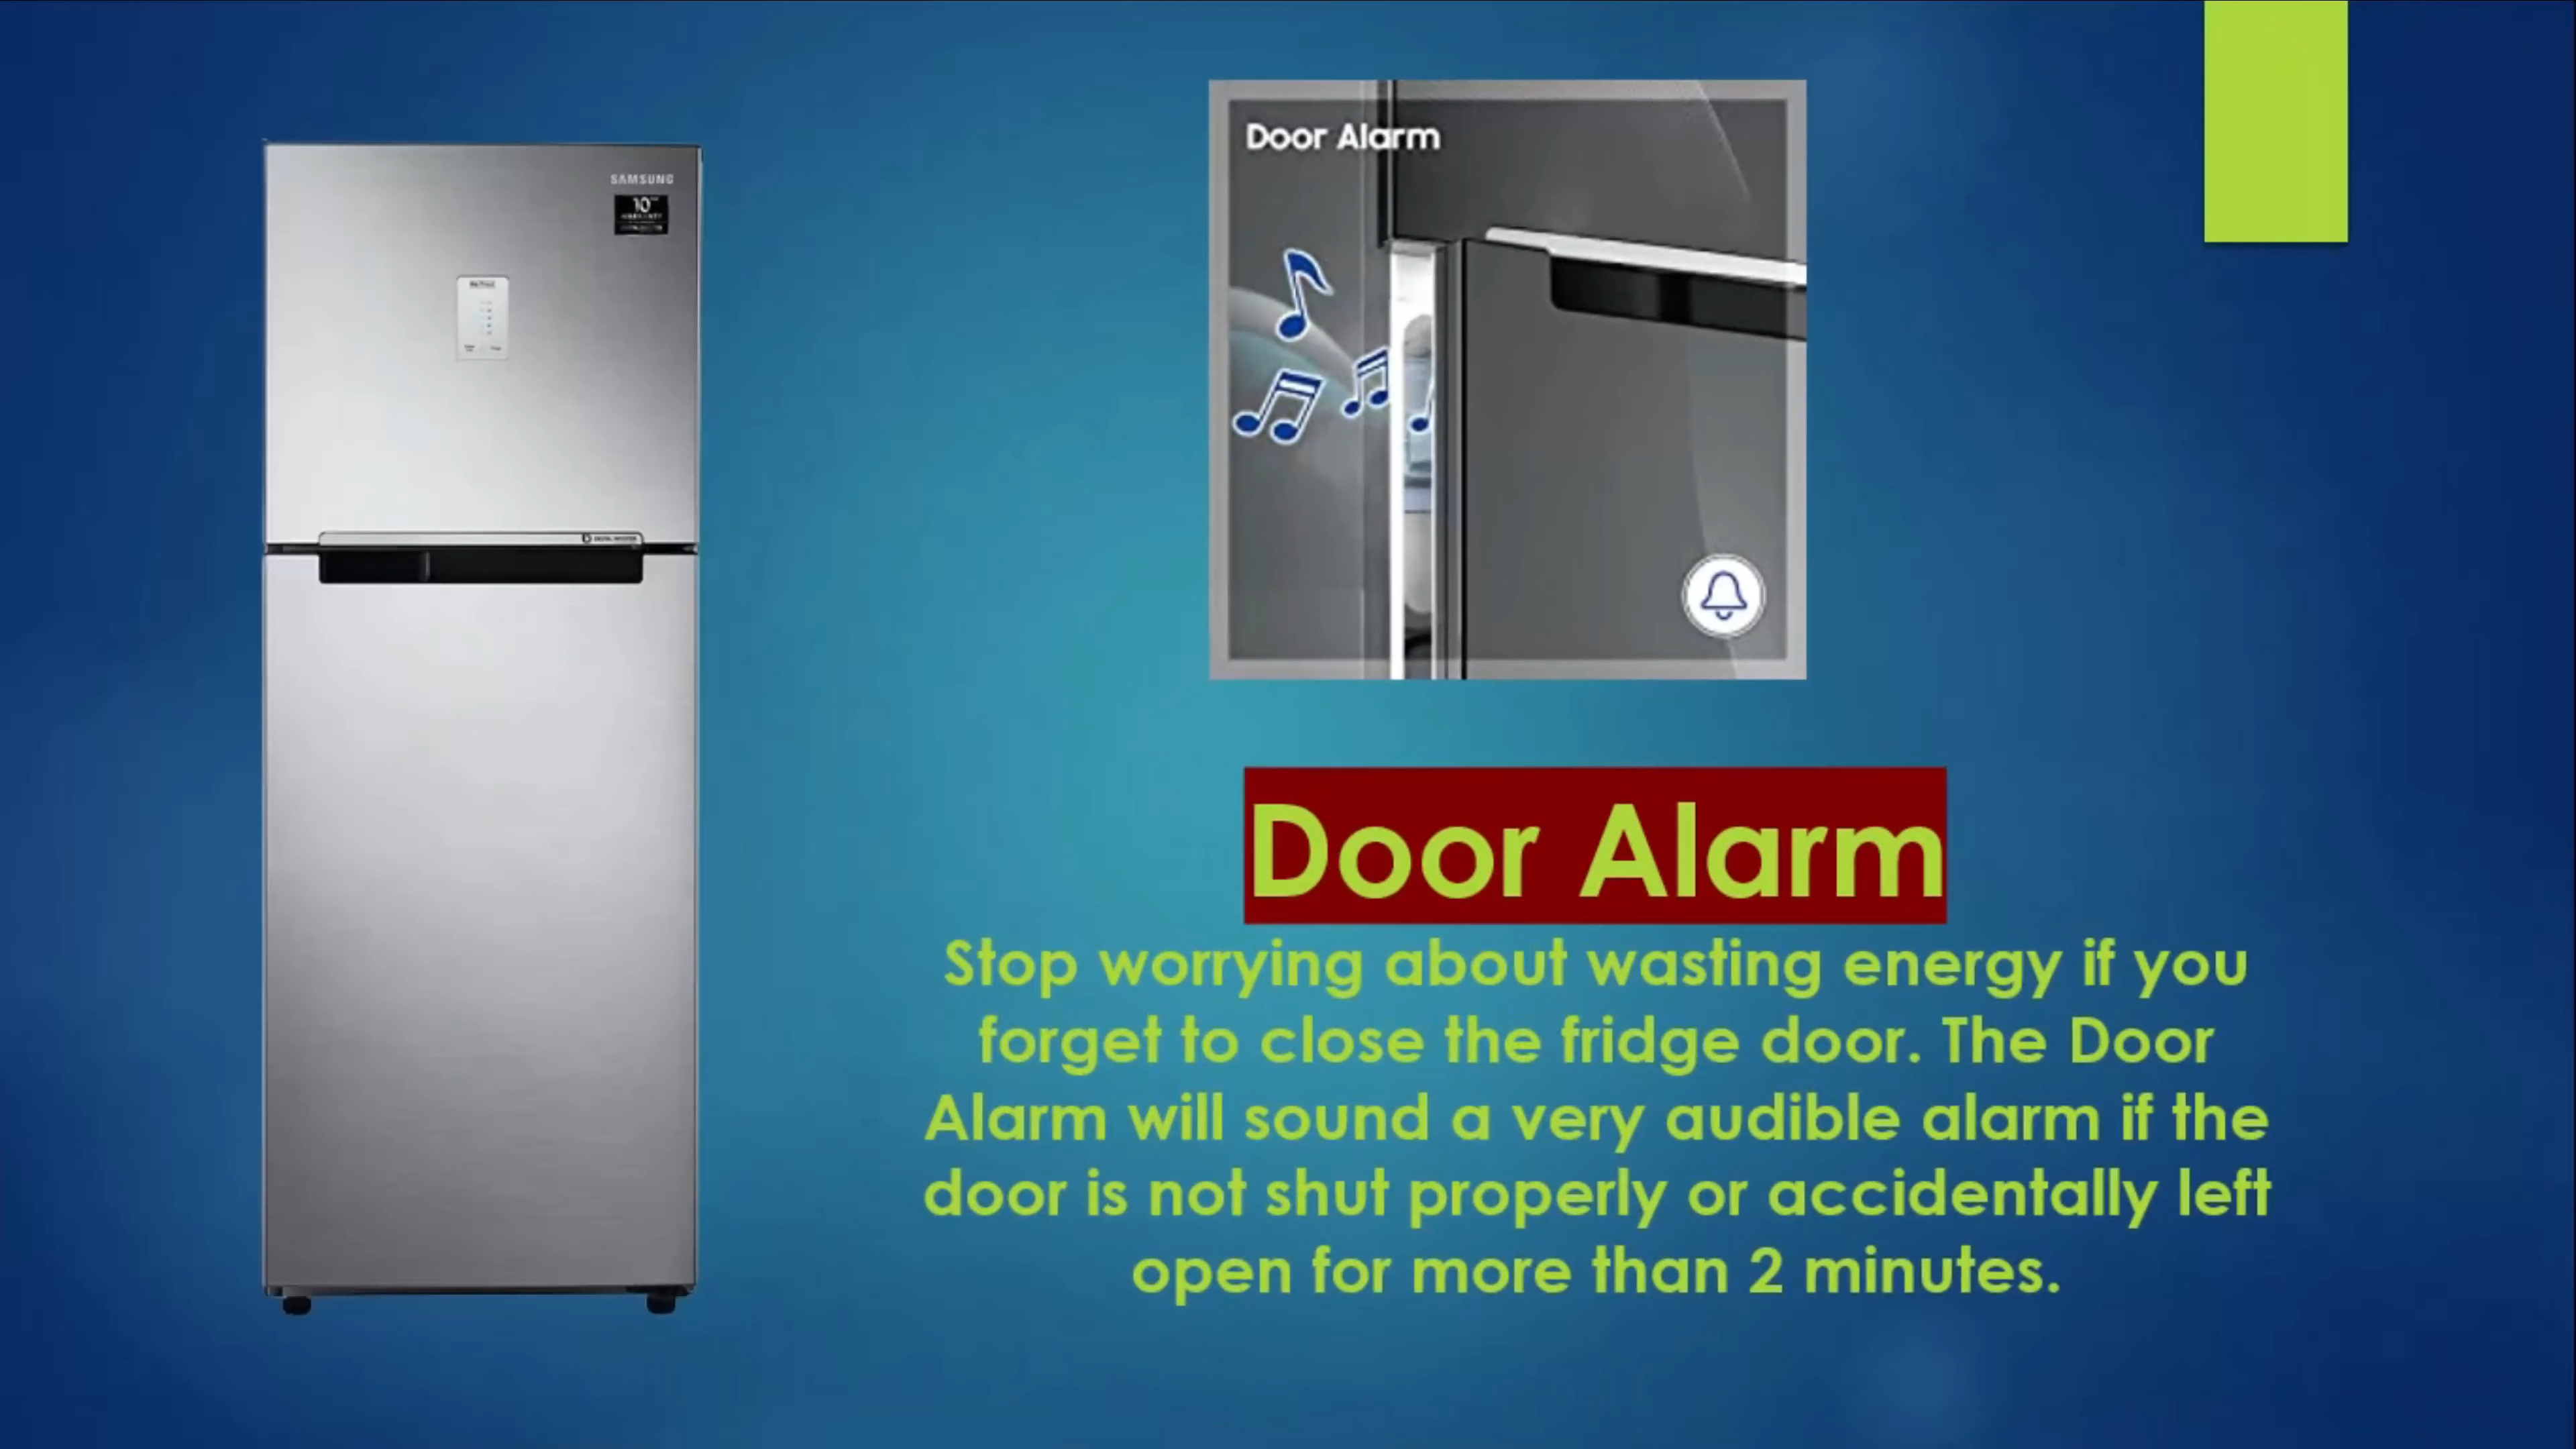 SAMSUNG
10
Door Alarm
Door Alarm
Stop worrying about wasting energy if you
forget to close the fridge door. The Door
Alarm will sound a very audible alarm if the
door is not shut properly or accidentally left
open for more than 2 minutes.